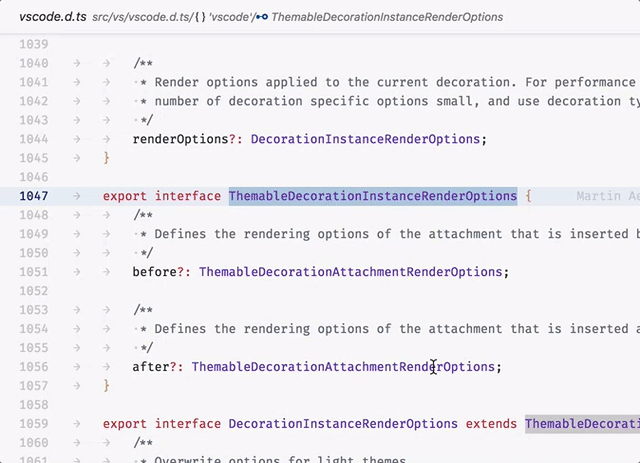 vscode.d.ts src/vs/vscode.d.ts/{} 'vscode'/ThemableDecorationInstanceRenderOptions
1039
1040 /**
1041 * Render options applied to the current decoration. For performance
1042 * number of decoration specific options small, and use decoration ty
1043 */
1044 renderOptions?: DecorationInstanceRenderOptions;
1045 }
1046
1047 export interface ThemableDecorationInstanceRenderOptions { Martin Ae
1048 /**
1049 * Defines the rendering options of the attachment that is inserted b
1050 */
1051 before?: ThemableDecorationAttachmentRenderOptions;
1052
1053 /**
1054 * Defines the rendering options of the attachment that is inserted a
1055 */
1056 after?: ThemableDecorationAttachmentRenderOptions;
1057 }
1058
1059 export interface DecorationInstanceRenderOptions extends ThemableDecorati
1060 /**
1061 * Overwrite options for light themes.